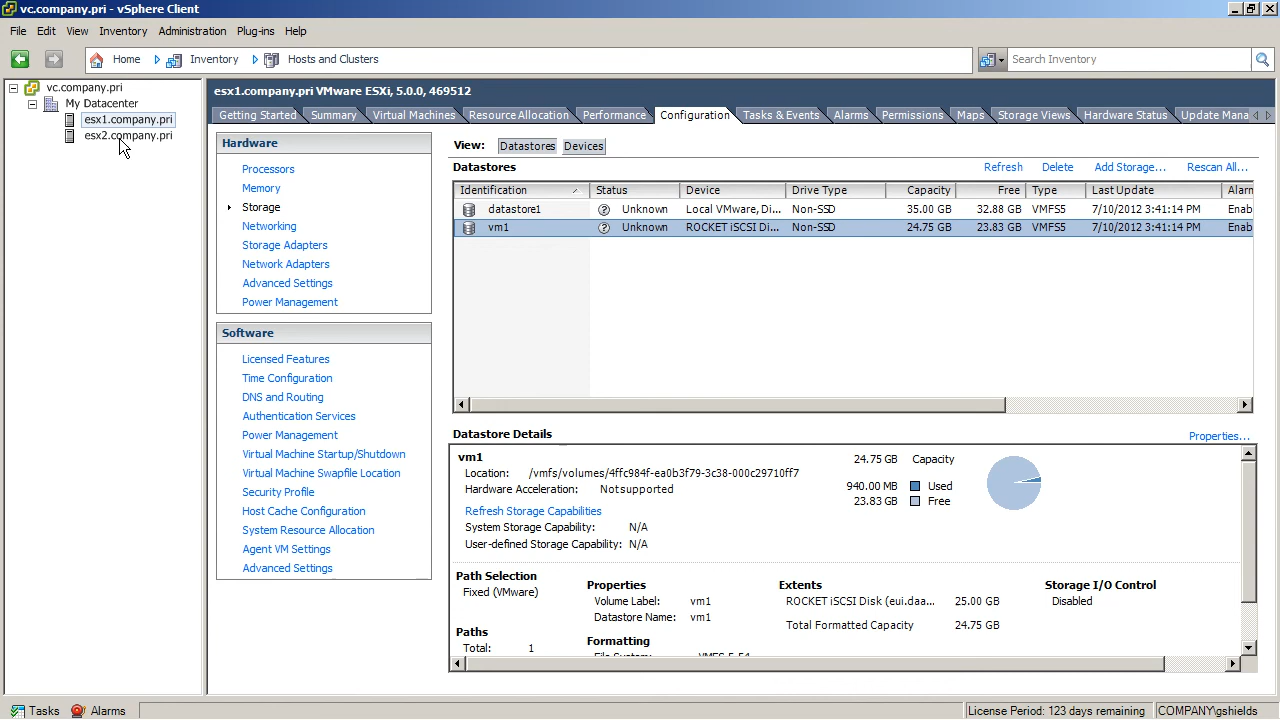 vc.company.pri - vSphere Client
File Edit View Inventory Administration Plug-ins Help
Home Inventory Hosts and Clusters Search Inventory
vc.company.pri
My Datacenter
esx1.company.pri
esx2.company.pri
esx1.company.pri VMware ESXi, 5.0.0, 469512
Getting Started Summary Virtual Machines Resource Allocation Performance Configuration Tasks & Events Alarms Permissions Maps Storage Views Hardware Status Update Mana
Hardware
Processors
Memory
Storage
Networking
Storage Adapters
Network Adapters
Advanced Settings
Power Management
Software
Licensed Features
Time Configuration
DNS and Routing
Authentication Services
Power Management
Virtual Machine Startup/Shutdown
Virtual Machine Swapfile Location
Security Profile
Host Cache Configuration
System Resource Allocation
Agent VM Settings
Advanced Settings
View: Datastores Devices
Datastores
Refresh Delete Add Storage... Rescan All...
Identification Status Device Drive Type Capacity Free Type Last Update Alarm
datastore1 Unknown Local VMware, Di... Non-SSD 35.00 GB 32.88 GB VMFS5 7/10/2012 3:41:14 PM Enab
vm1 Unknown ROCKET iSCSI Di... Non-SSD 24.75 GB 23.83 GB VMFS5 7/10/2012 3:41:14 PM Enab
Datastore Details
Properties...
vm1
Location: /vmfs/volumes/4ffc984f-ea0b3f79-3c38-000c29710ff7
Hardware Acceleration: Not supported
Refresh Storage Capabilities
System Storage Capability: N/A
User-defined Storage Capability: N/A
24.75 GB Capacity
940.00 MB Used
23.83 GB Free
Path Selection
Fixed (VMware)
Paths
Total: 1
Properties
Volume Label: vm1
Datastore Name: vm1
Formatting
File System: VMFS 5.54
Extents
ROCKET iSCSI Disk (eui.daa... 25.00 GB
Total Formatted Capacity 24.75 GB
Storage I/O Control
Disabled
Tasks Alarms
License Period: 123 days remaining COMPANY\gshields